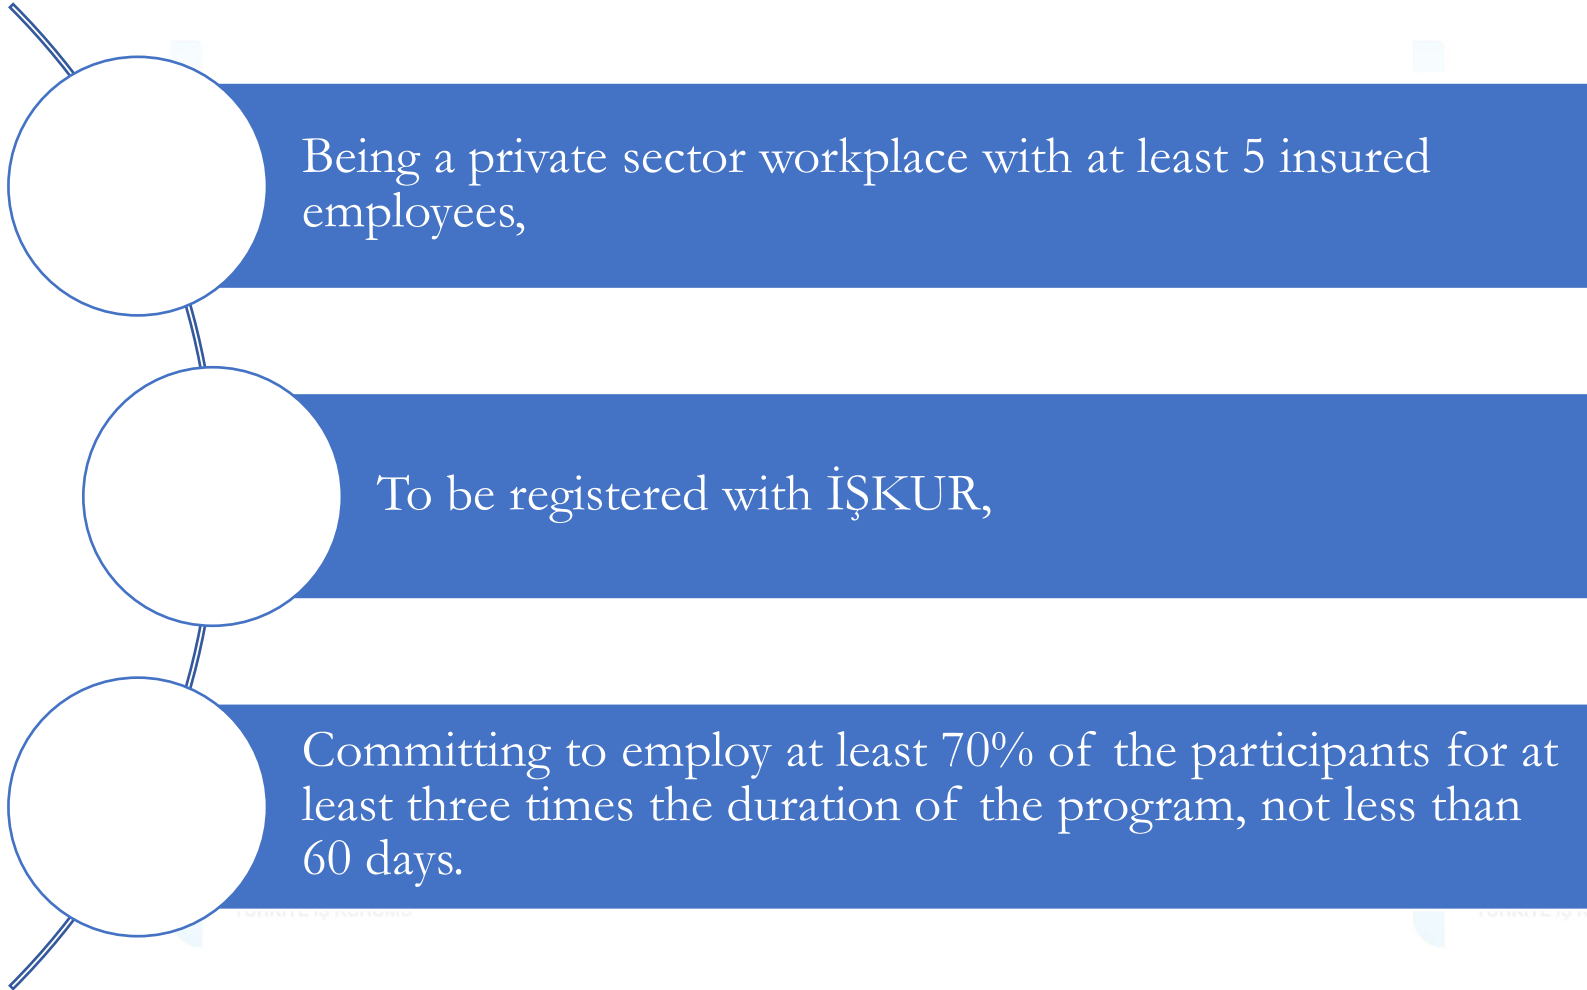 Being a private sector workplace with at least 5 insured
employees,
To be registered with İŞKUR,
Committing to employ at least 70% of the participants for at
least three times the duration of the program, not less than
60 days.